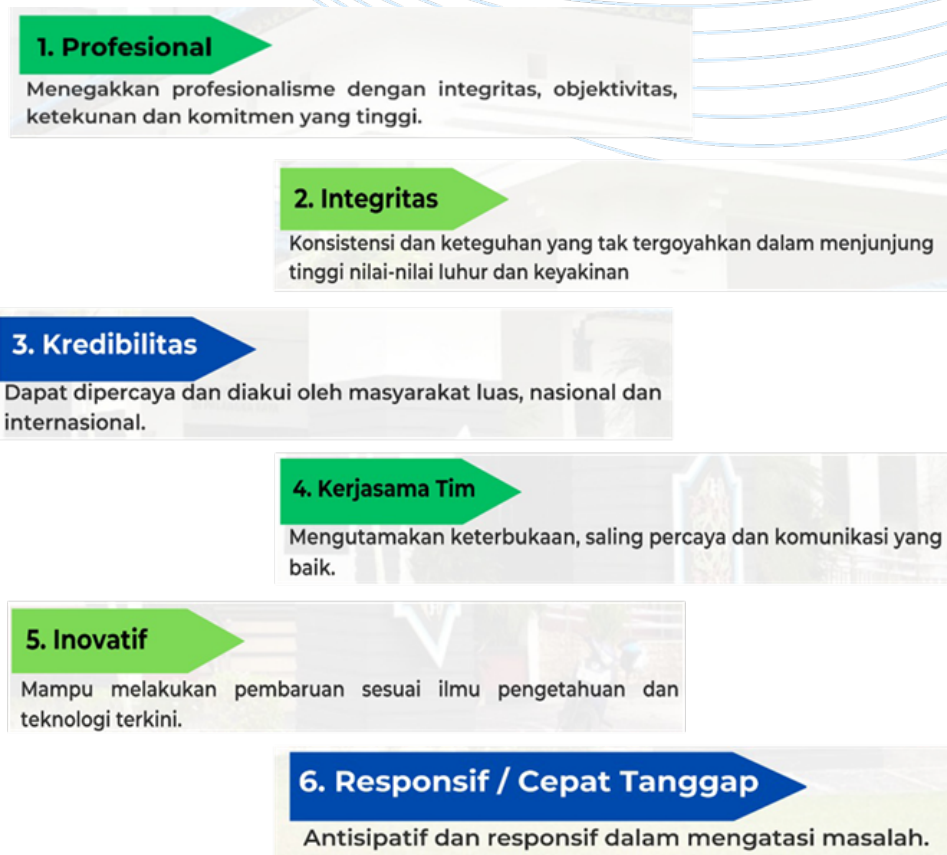 1. Profesional
Menegakkan profesionalisme dengan integritas, objektivitas,
ketekunan dan komitmen yang tinggi.
2. Integritas
Konsistensi dan keteguhan yang tak tergoyahkan dalam menjunjung
tinggi nilai-nilai luhur dan keyakinan
3. Kredibilitas
Dapat dipercaya dan diakui oleh masyarakat luas, nasional dan
internasional.
4. Kerjasama Tim
Mengutamakan keterbukaan, saling percaya dan komunikasi yang
baik.
5. Inovatif
Mampu melakukan pembaruan sesuai ilmu pengetahuan dan
teknologi terkini.
6. Responsif / Cepat Tanggap
Antisipatif dan responsif dalam mengatasi masalah.